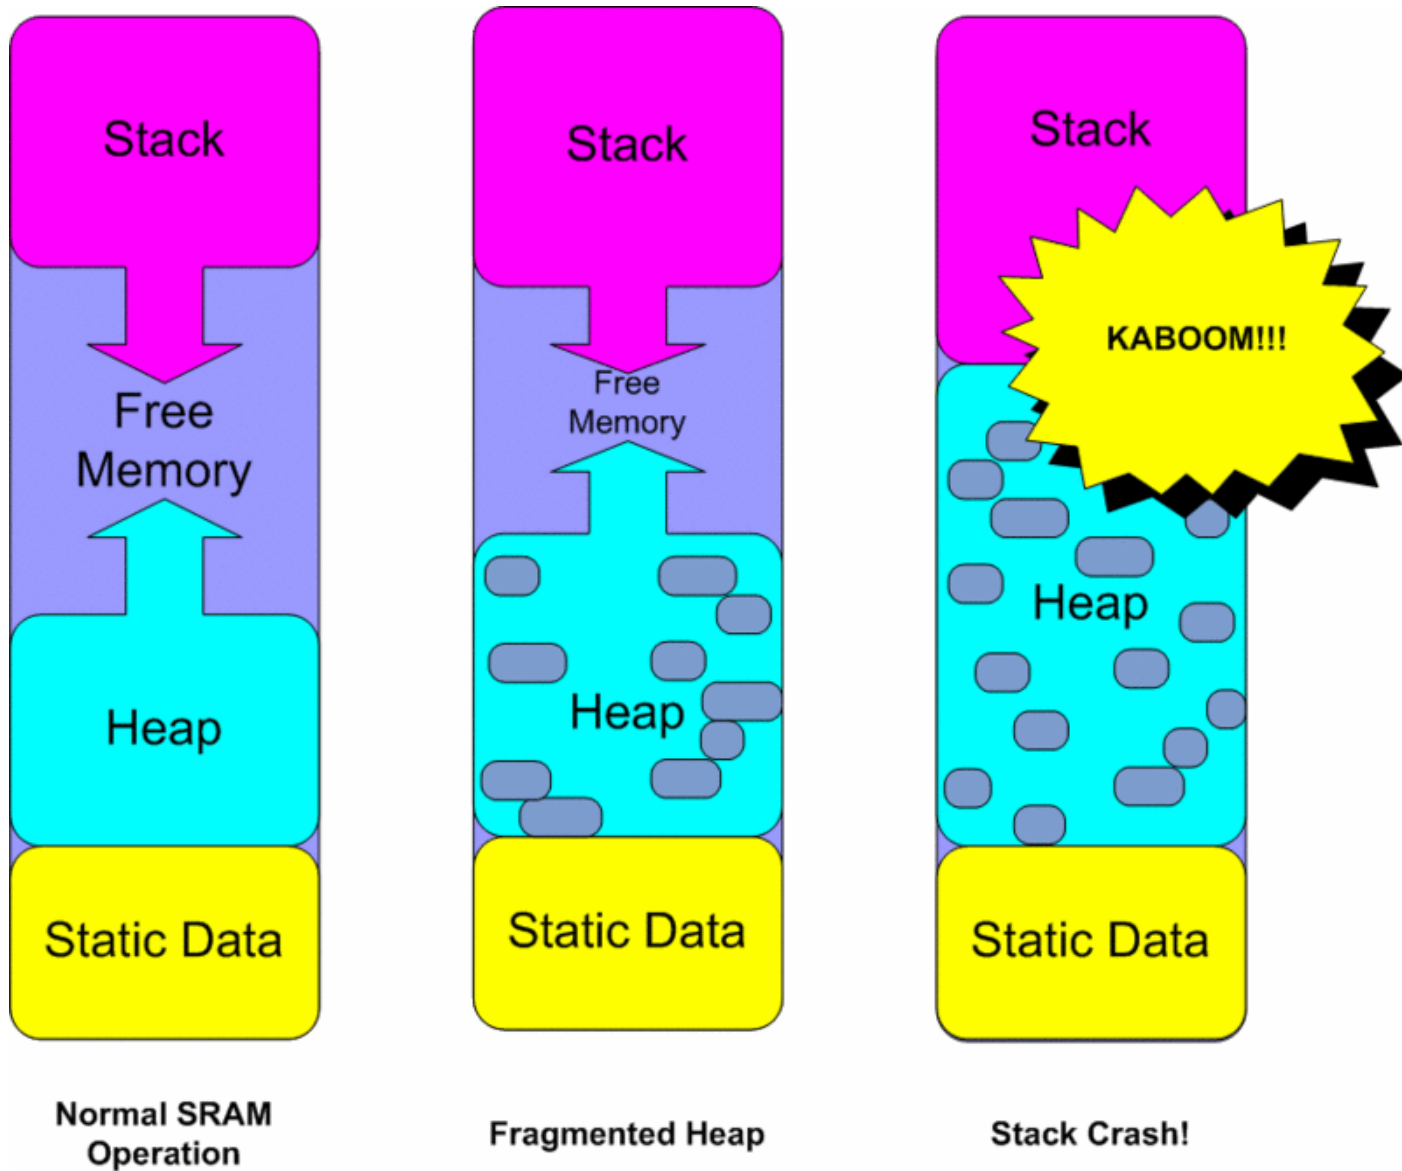 Stack
Free
Memory
Heap
Static Data
Normal SRAM
Operation
Stack
Free
Memory
Heap
Static Data
Fragmented Heap
Stack
KABOOM!!!
Heap
Static Data
Stack Crash!